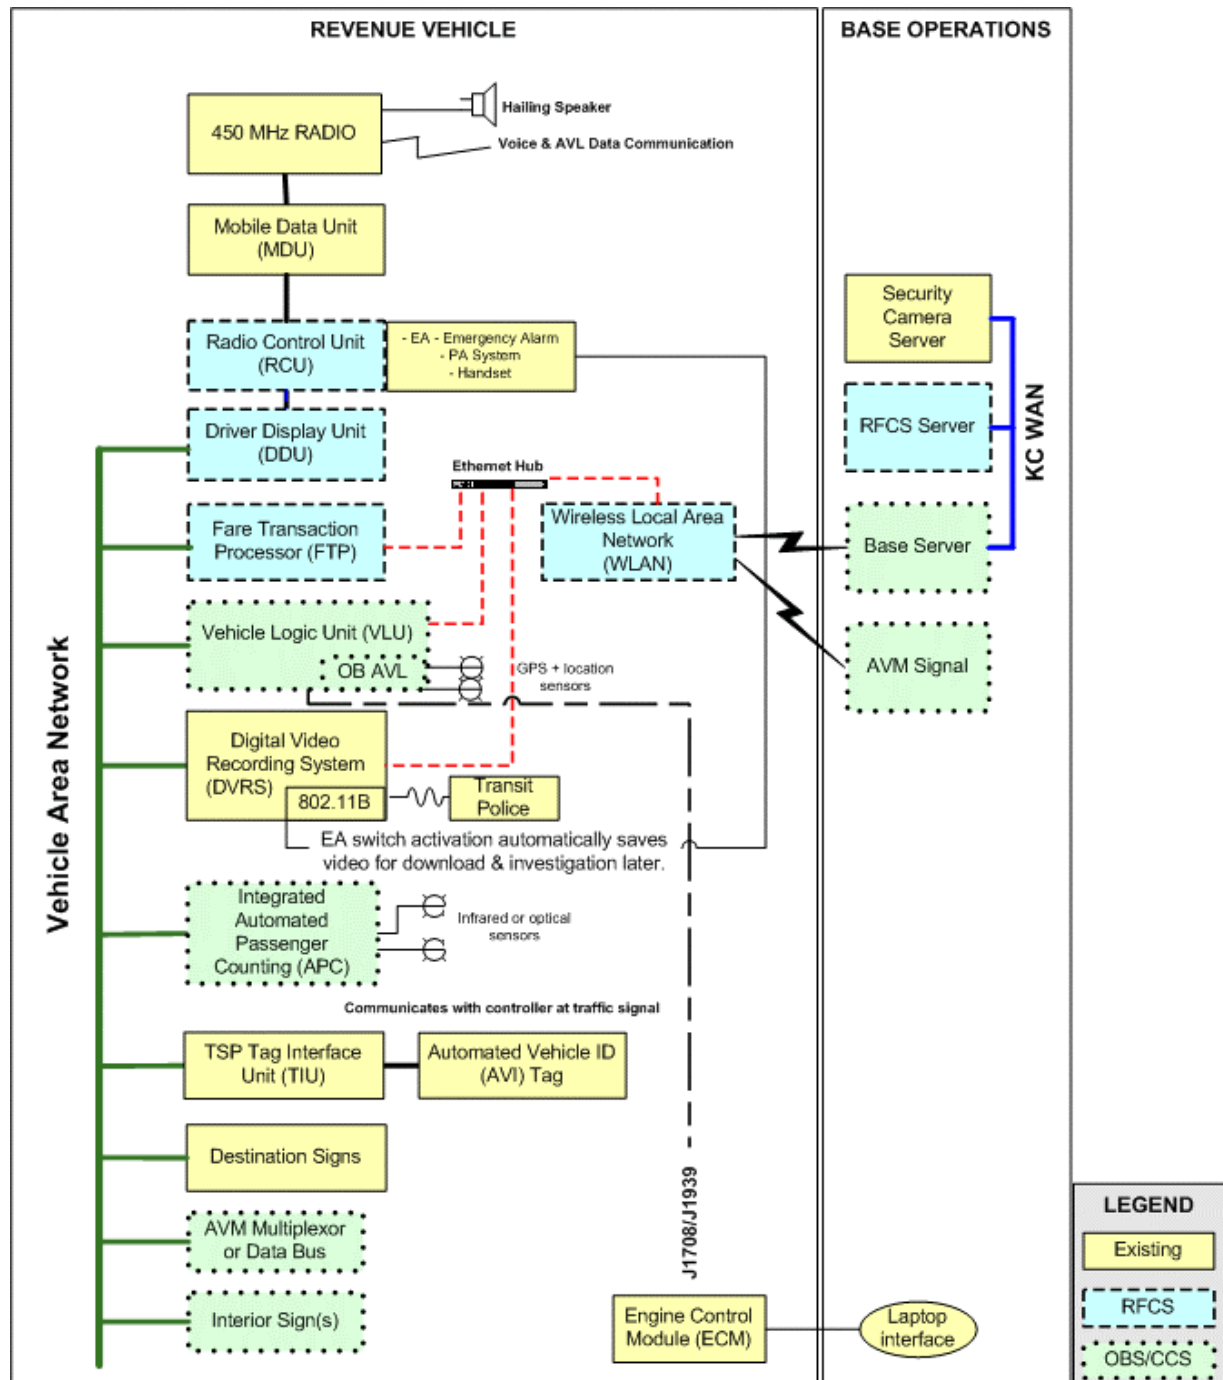 REVENUE VEHICLE
BASE OPERATIONS
Hailing Speaker
450 MHz RADIO
Voice & AVL Data Communication
Mobile Data Unit
(MDU)
Security
Camera
Server
Radio Control Unit
(RCU)
- EA - Emergency Alarm
- PA System
- Handset
RFCS Server
KC WAN
Driver Display Unit
(DDU)
Ethernet Hub
Fare Transaction
Processor (FTP)
Wireless Local Area
Network
(WLAN)
Base Server
Vehicle Logic Unit (VLU)
OB AVL
GPS + location
sensors
AVM Signal
Vehicle Area Network
Digital Video
Recording System
(DVRS)
802.11B
Transit
Police
EA switch activation automatically saves
video for download & investigation later.
Integrated
Automated
Passenger
Counting (APC)
Infrared or optical
sensors
Communicates with controller at traffic signal
TSP Tag Interface
Unit (TIU)
Automated Vehicle ID
(AVI) Tag
Destination Signs
J1708/J1939
AVM Multiplexor
or Data Bus
Interior Sign(s)
Engine Control
Module (ECM)
Laptop
interface
LEGEND
Existing
RFCS
OBS/CCS